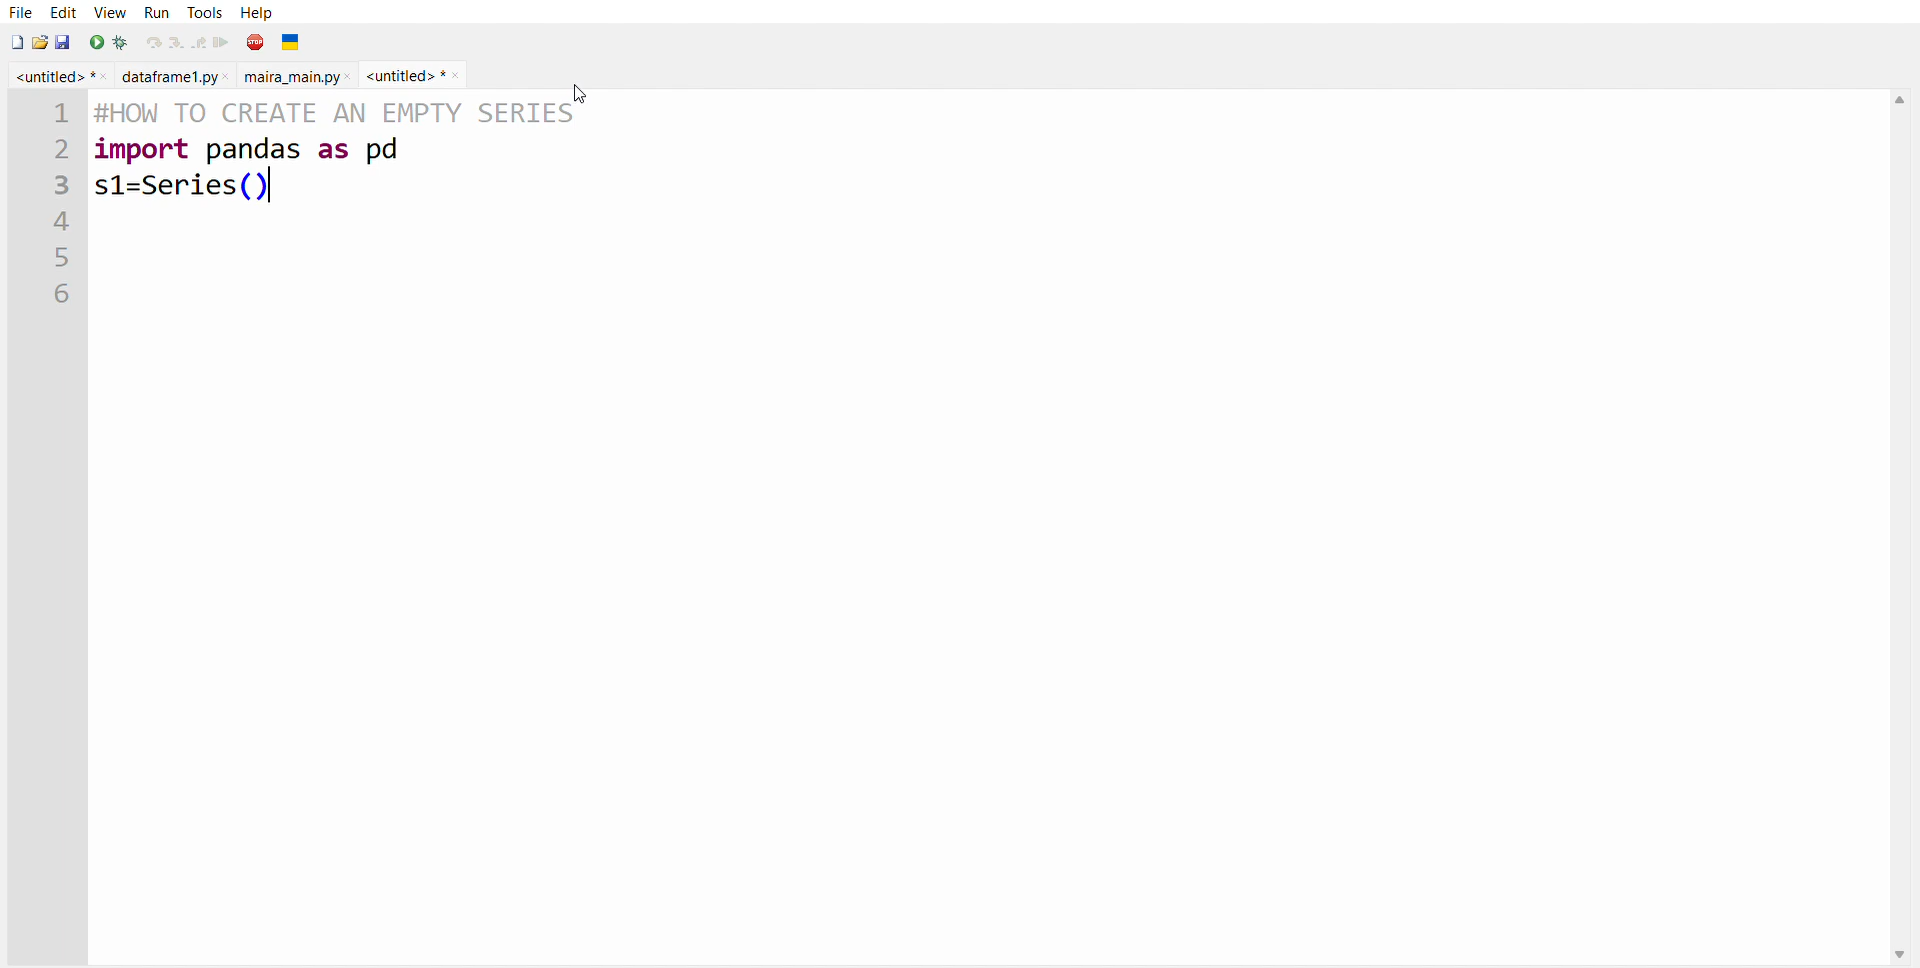 File Edit View Run Tools Help
STOP
<untitled> * × dataframe1.py × maira_main.py × <untitled> * ×
1 #HOW TO CREATE AN EMPTY SERIES
2 import pandas as pd
3 s1=Series()
4
5
6